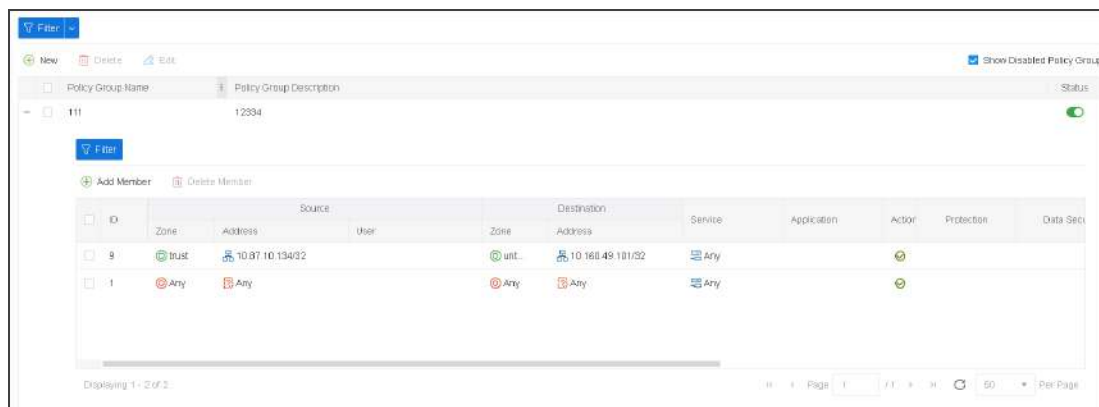 Filter
New Delete Edit Show Disabled Policy Group
Policy Group Name Policy Group Description Status
111 12334
Filter
Add Member Delete Member
ID Source Destination Service Application Action Protection Data Secu
Zone Address User Zone Address
9 trust 10.87.10.134/32 unt... 10.160.49.101/32 Any
1 Any Any Any Any Any
Displaying 1 - 2 of 2 Page 1 / 1 50 Per Page